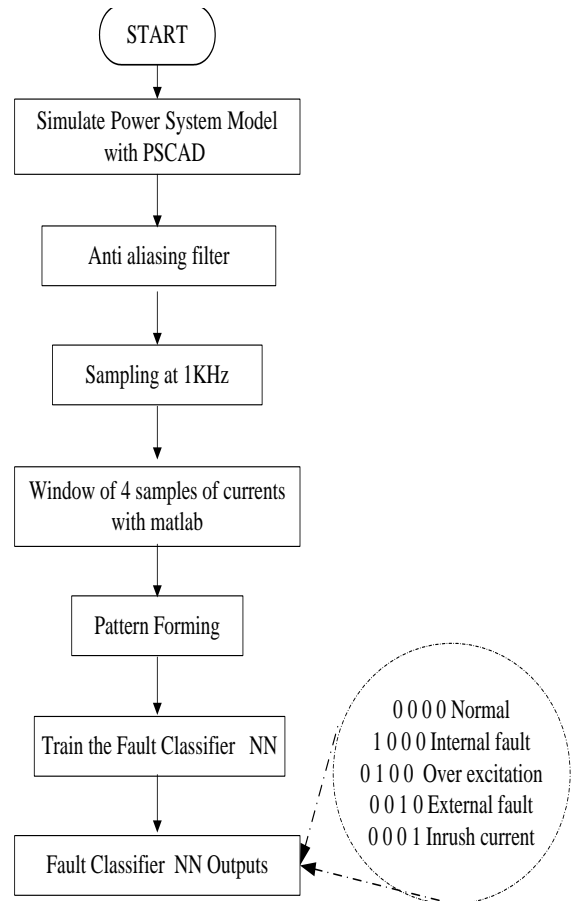 START
Simulate Power System Model
with PSCAD
Anti aliasing filter
Sampling at 1KHz
Window of 4 samples of currents
with matlab
Pattern Forming
Train the Fault Classifier NN
Fault Classifier NN Outputs
0 0 0 0 Normal
1 0 0 0 Internal fault
0 1 0 0 Over excitation
0 0 1 0 External fault
0 0 0 1 Inrush current